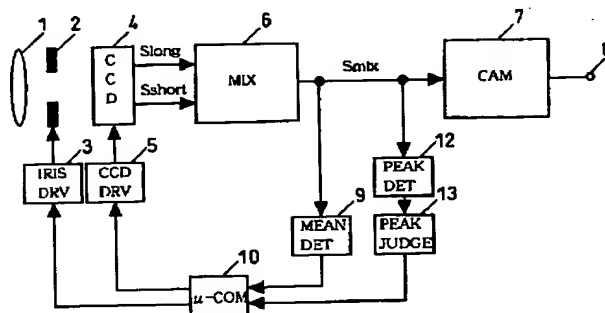 1
2
4
6
7
8
C
C
D
Slong
Sshort
MIX
Smix
CAM
3
5
IRIS
DRV
CCD
DRV
12
PEAK
DET
9
13
MEAN
DET
PEAK
JUDGE
10
μ-COM